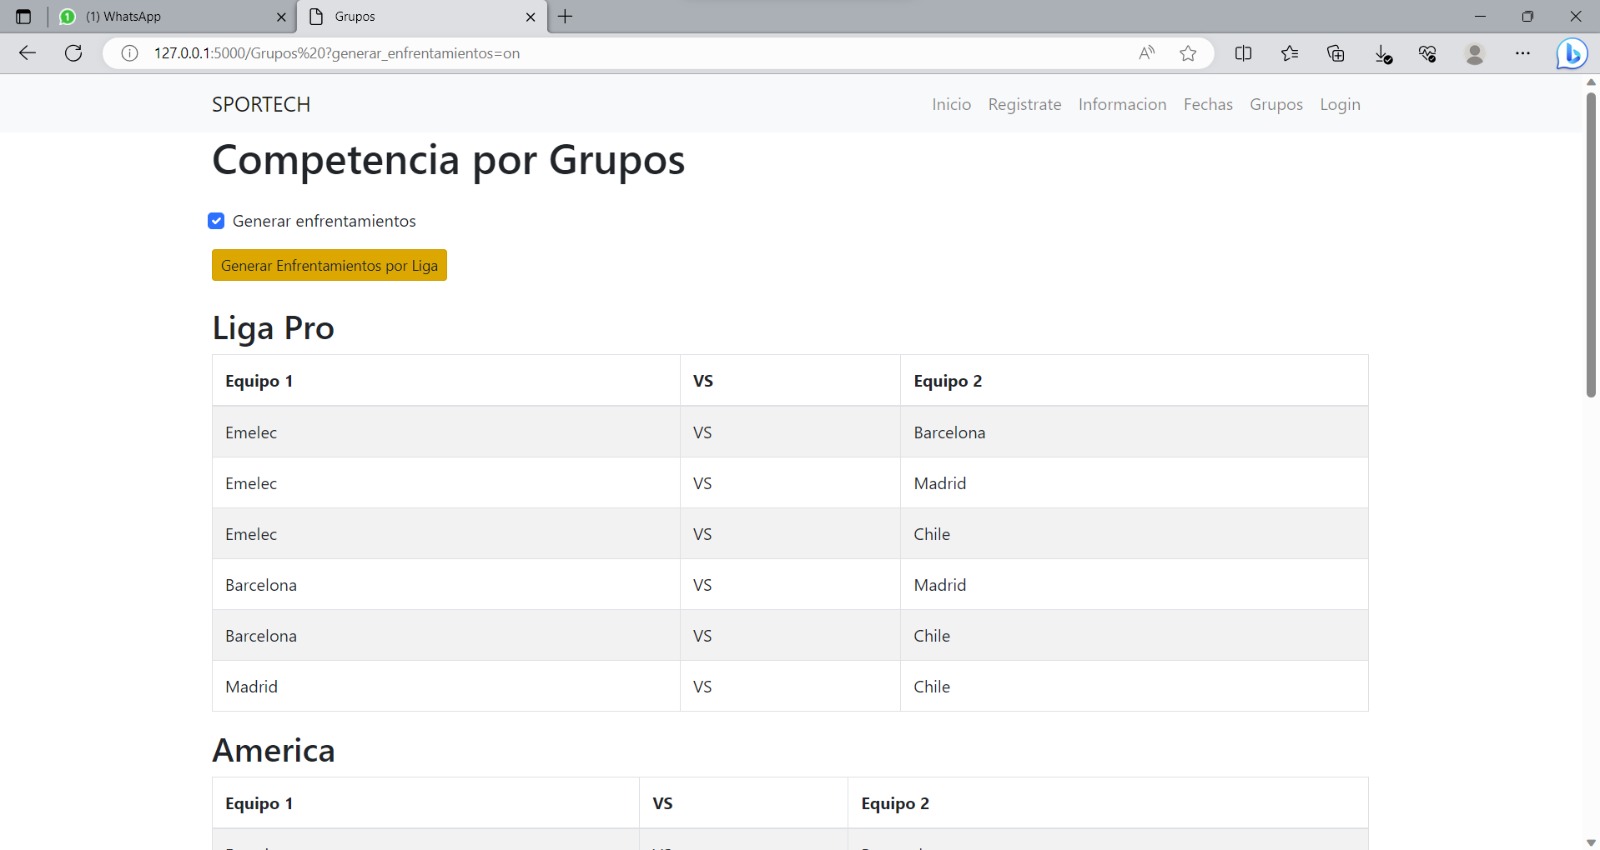 (1) WhatsApp
Grupos
127.0.0.1:5000/Grupos%20?generar_enfrentamientos=on
SPORTECH
Inicio Registrate Informacion Fechas Grupos Login
Competencia por Grupos
Generar enfrentamientos
Generar Enfrentamientos por Liga
Liga Pro
Equipo 1 VS Equipo 2
Emelec VS Barcelona
Emelec VS Madrid
Emelec VS Chile
Barcelona VS Madrid
Barcelona VS Chile
Madrid VS Chile
America
Equipo 1 VS Equipo 2